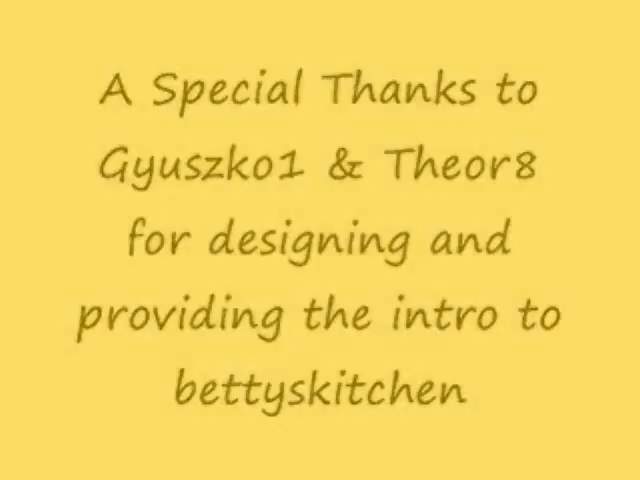 A Special Thanks to
Gyuszko1 & Theor8
for designing and
providing the intro to
bettyskitchen